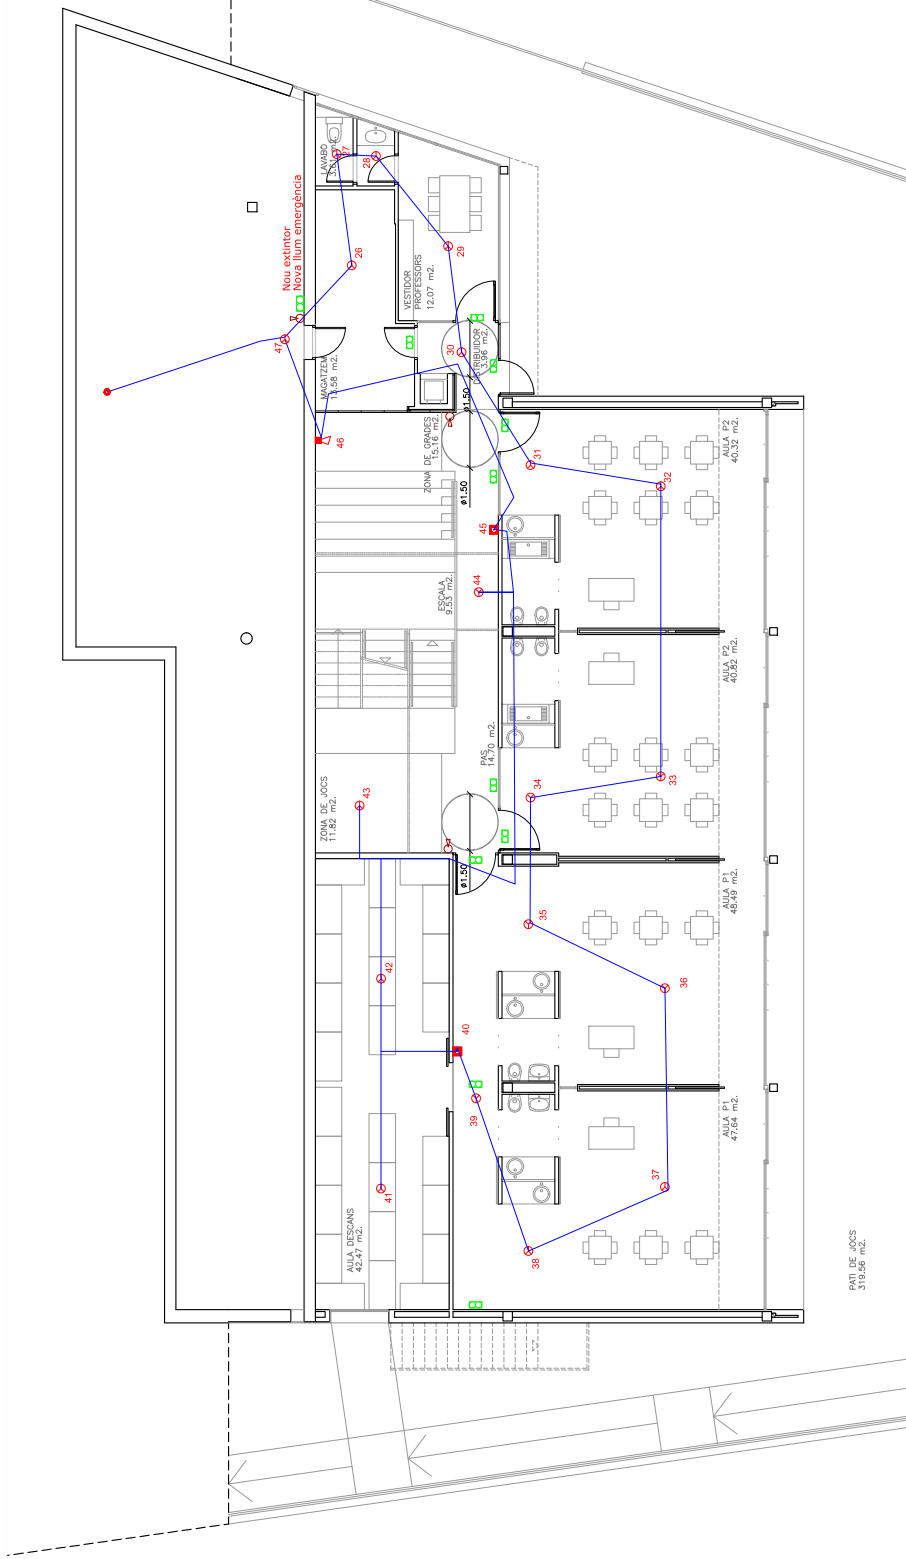 LAVABO
3.61 m2.
27
28
Nou extintor
Nova llum emergència
26
29
VESTIDOR
PROFESSORS
12.07 m2.
47
30
DISTRIBUIDOR
3.96 m2.
MAGATZEM
13.58 m2.
ø1.50
46
ZONA DE GRADES
15.16 m2.
ø1.50
31
32
AULA P2
40.32 m2.
45
44
ESCALA
9.53 m2.
AULA P2
40.82 m2.
PAS
14.70 m2.
34
33
43
ZONA DE JOCS
11.82 m2.
ø1.50
AULA P1
48.49 m2.
35
36
42
40
39
AULA P1
47.64 m2.
37
41
38
AULA DESCANS
42.47 m2.
PATI DE JOCS
319.56 m2.